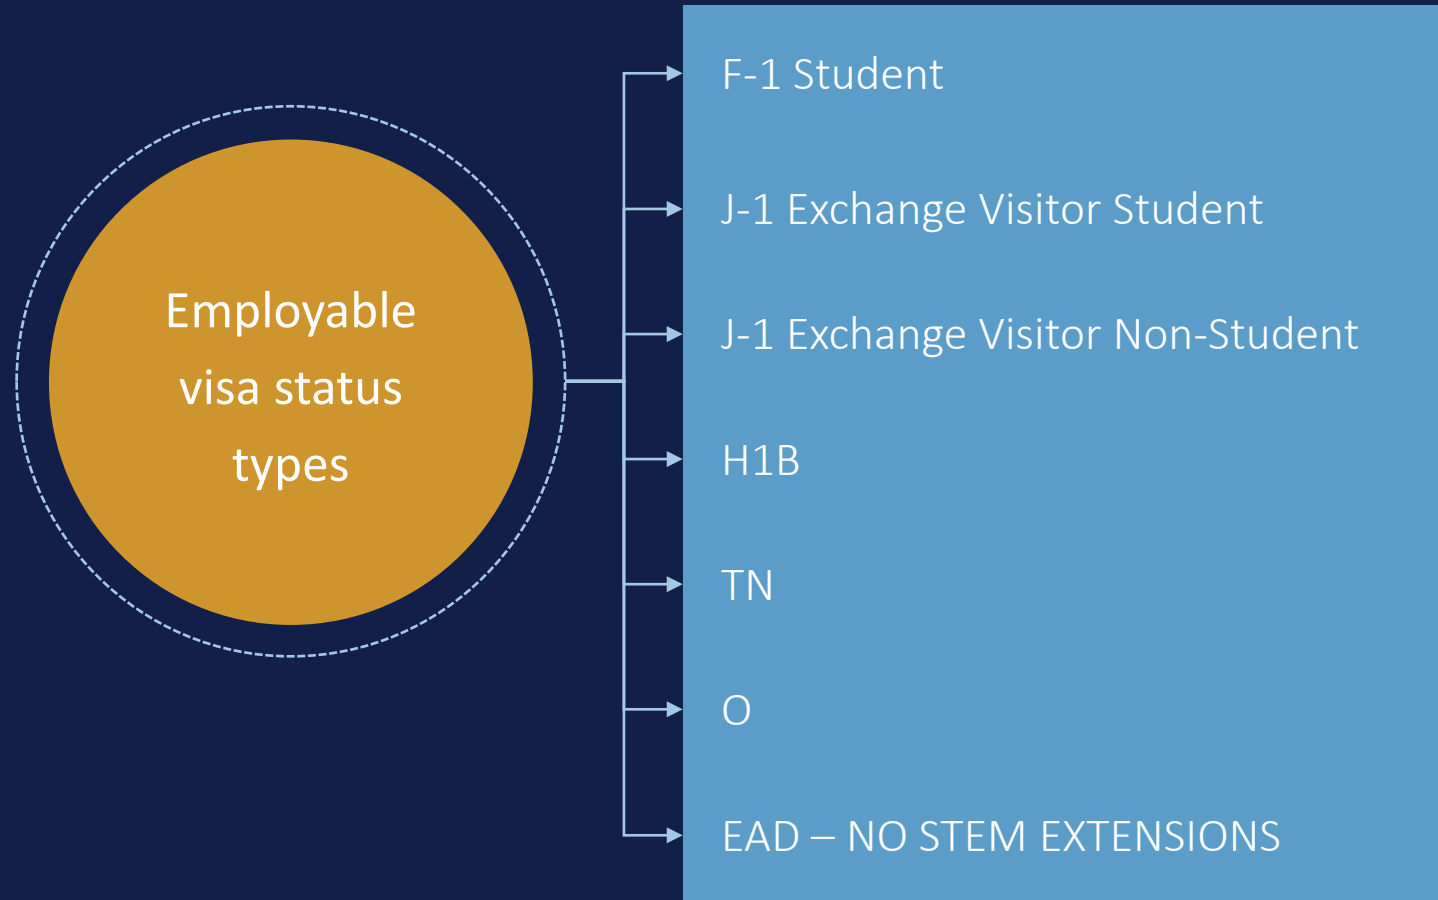 Employable
visa status
types
F-1 Student
J-1 Exchange Visitor Student
J-1 Exchange Visitor Non-Student
H1B
TN
O
EAD – NO STEM EXTENSIONS